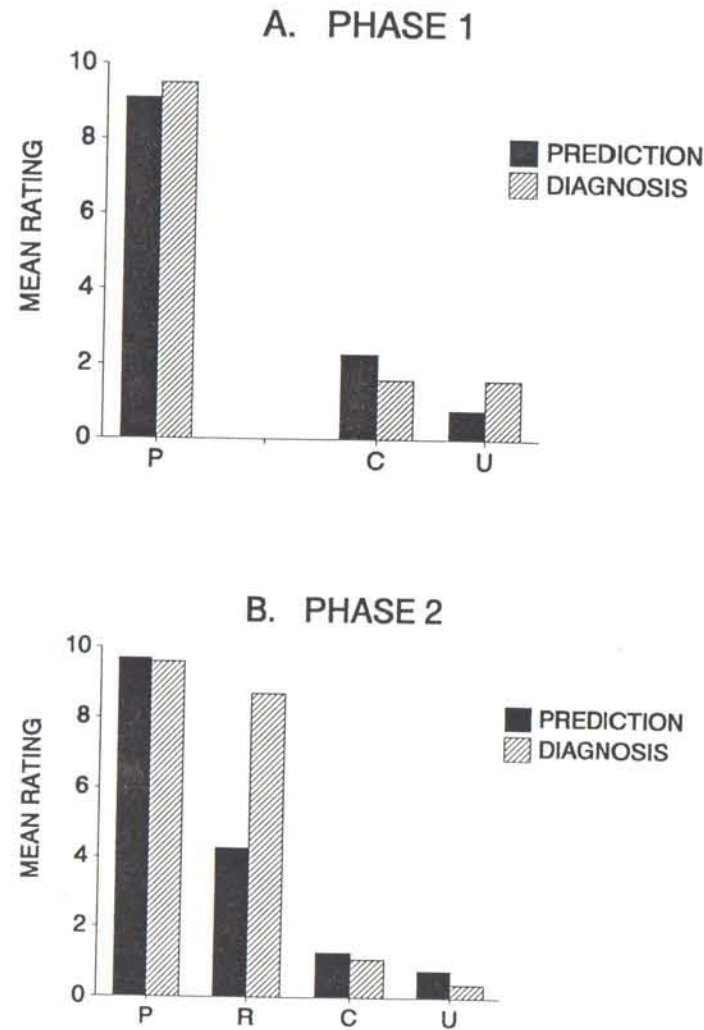 A. PHASE 1
10
8
6
4
2
0
MEAN RATING
PREDICTION
DIAGNOSIS
P
C
U
B. PHASE 2
10
8
6
4
2
0
MEAN RATING
PREDICTION
DIAGNOSIS
P
R
C
U